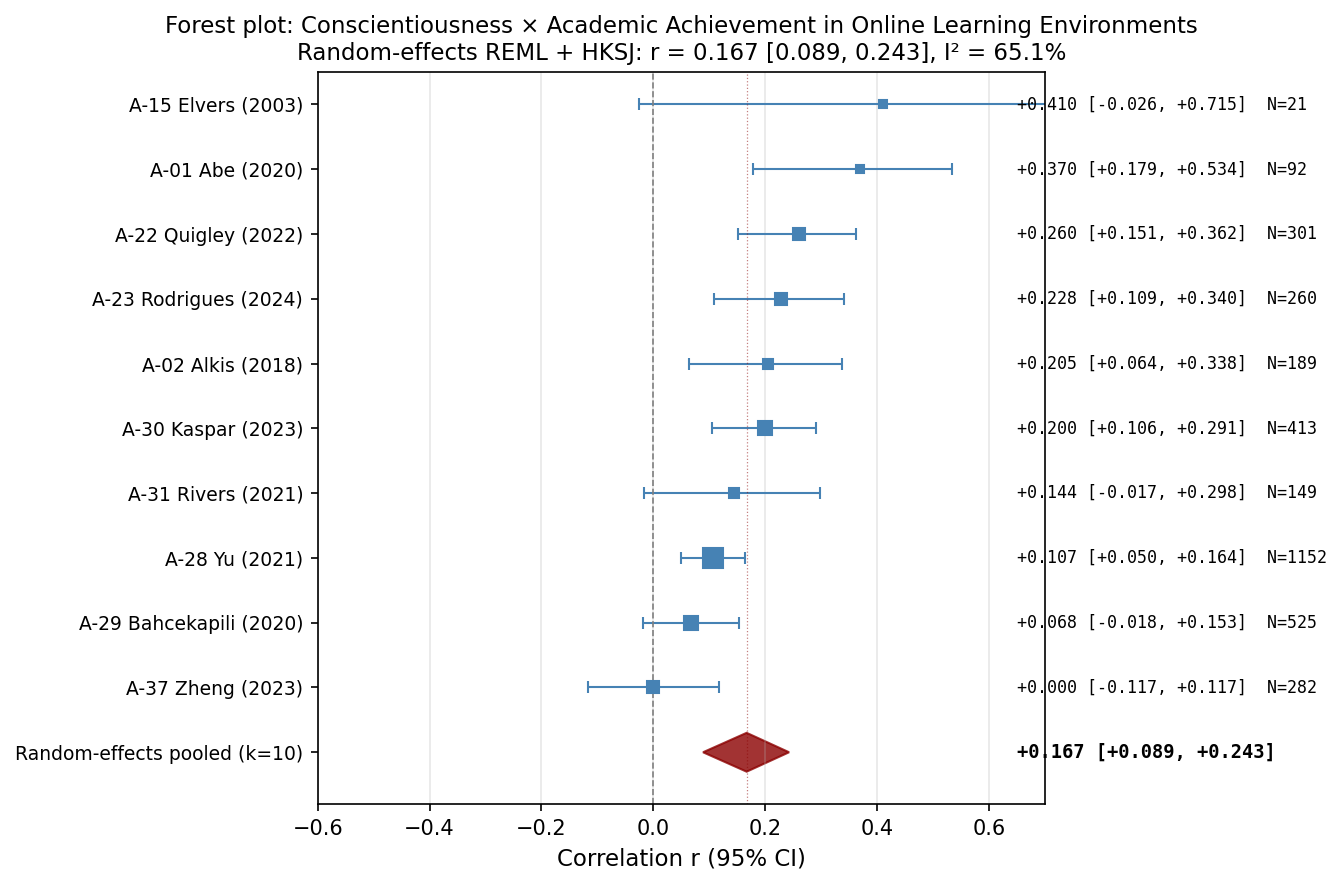 Forest plot: Conscientiousness × Academic Achievement in Online Learning Environments
Random-effects REML + HKSJ: r = 0.167 [0.089, 0.243], I² = 65.1%
A-15 Elvers (2003) +0.410 [-0.026, +0.715] N=21
A-01 Abe (2020) +0.370 [+0.179, +0.534] N=92
A-22 Quigley (2022) +0.260 [+0.151, +0.362] N=301
A-23 Rodrigues (2024) +0.228 [+0.109, +0.340] N=260
A-02 Alkis (2018) +0.205 [+0.064, +0.338] N=189
A-30 Kaspar (2023) +0.200 [+0.106, +0.291] N=413
A-31 Rivers (2021) +0.144 [-0.017, +0.298] N=149
A-28 Yu (2021) +0.107 [+0.050, +0.164] N=1152
A-29 Bahcekapili (2020) +0.068 [-0.018, +0.153] N=525
A-37 Zheng (2023) +0.000 [-0.117, +0.117] N=282
Random-effects pooled (k=10) +0.167 [+0.089, +0.243]
−0.6 −0.4 −0.2 0.0 0.2 0.4 0.6
Correlation r (95% CI)